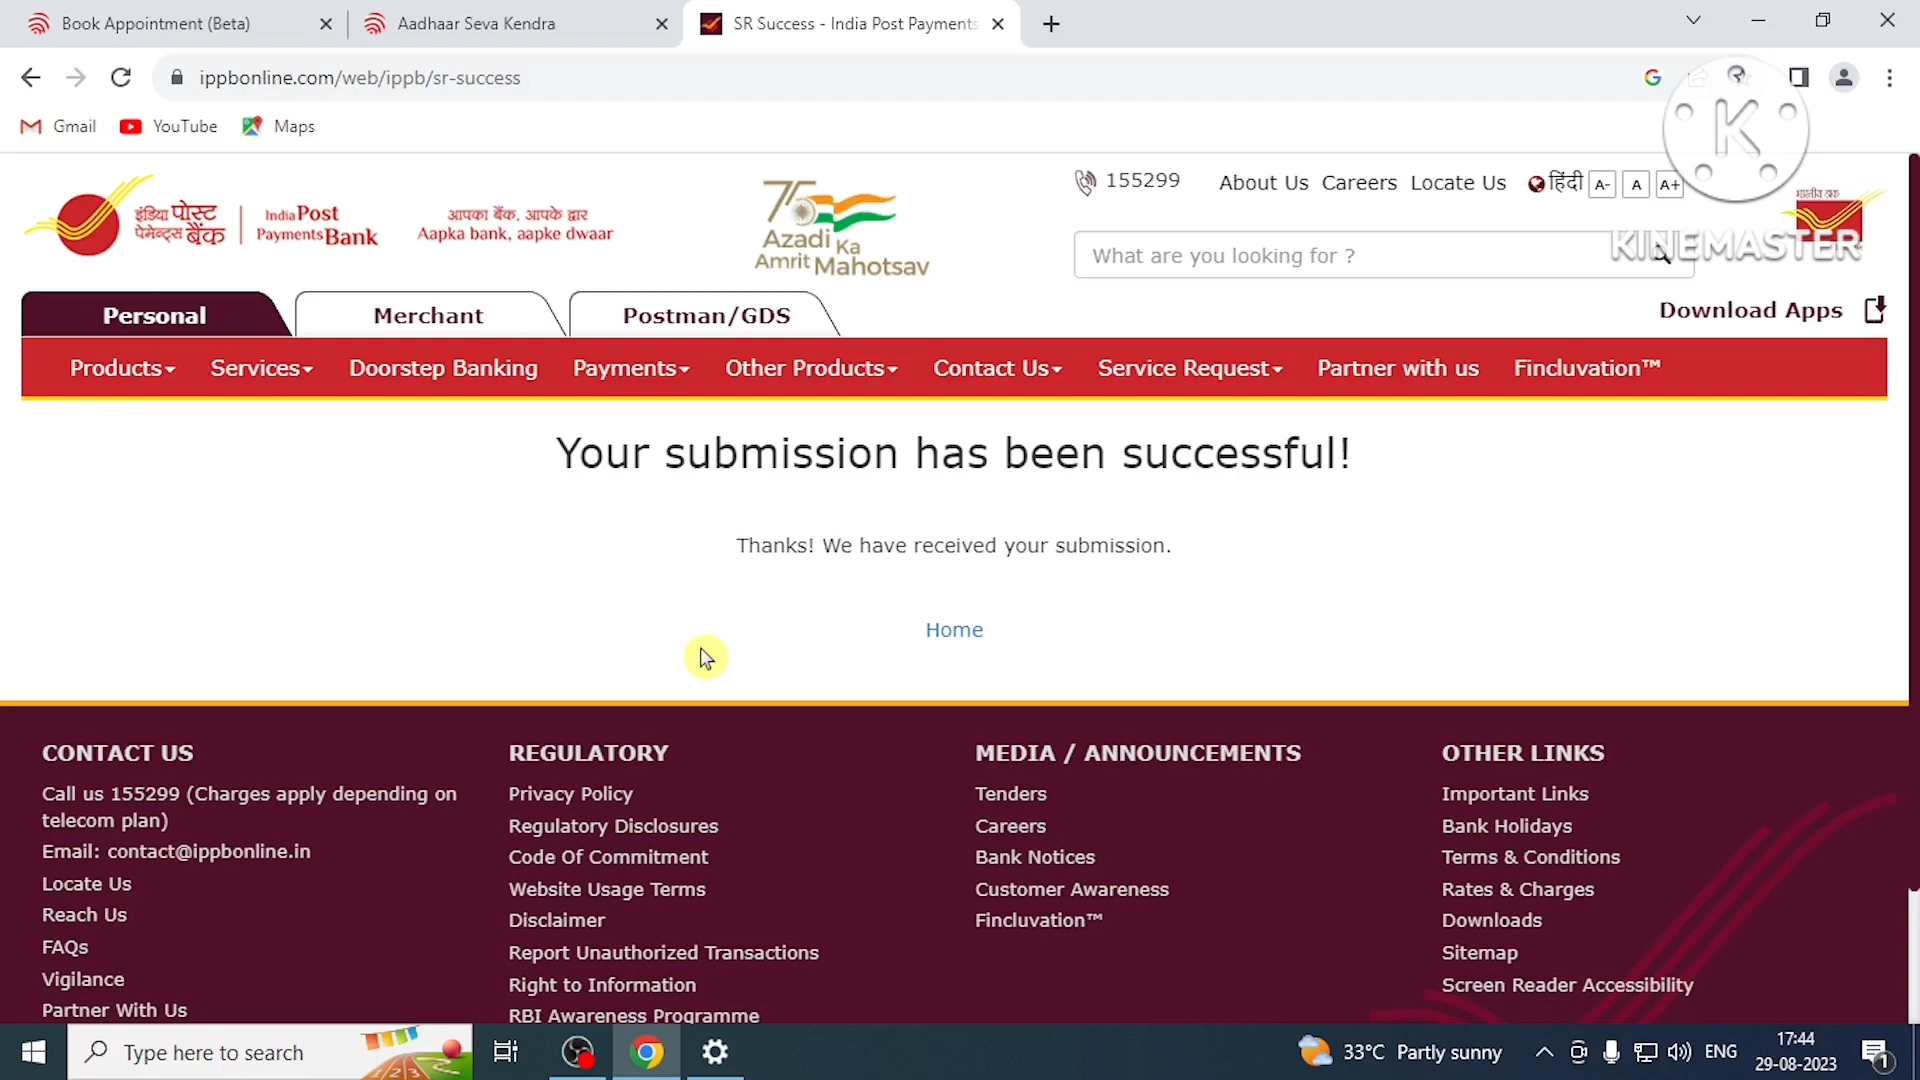 Book Appointment (Beta)
Aadhaar Seva Kendra
SR Success - India Post Payments
ippbonline.com/web/ippb/sr-success
Gmail
YouTube
Maps
K
KINEMASTER
इंडिया पोस्ट
पेमेन्ट्स बैंक
IndiaPost
PaymentsBank
आपका बैंक, आपके द्वार
Aapka bank, aapke dwaar
75
Azadi Ka
Amrit Mahotsav
155299
About Us Careers Locate Us
हिंदी A- A A+
भारतीय डाक
What are you looking for ?
Personal
Merchant
Postman/GDS
Download Apps
Products Services Doorstep Banking Payments Other Products Contact Us Service Request Partner with us Fincluvation™
Your submission has been successful!
Thanks! We have received your submission.
Home
CONTACT US
Call us 155299 (Charges apply depending on
telecom plan)
Email: contact@ippbonline.in
Locate Us
Reach Us
FAQs
Vigilance
Partner With Us
REGULATORY
Privacy Policy
Regulatory Disclosures
Code Of Commitment
Website Usage Terms
Disclaimer
Report Unauthorized Transactions
Right to Information
RBI Awareness Programme
MEDIA / ANNOUNCEMENTS
Tenders
Careers
Bank Notices
Customer Awareness
Fincluvation™
OTHER LINKS
Important Links
Bank Holidays
Terms & Conditions
Rates & Charges
Downloads
Sitemap
Screen Reader Accessibility
Type here to search
1 2 3
33°C Partly sunny
ENG
17:44
29-08-2023
1